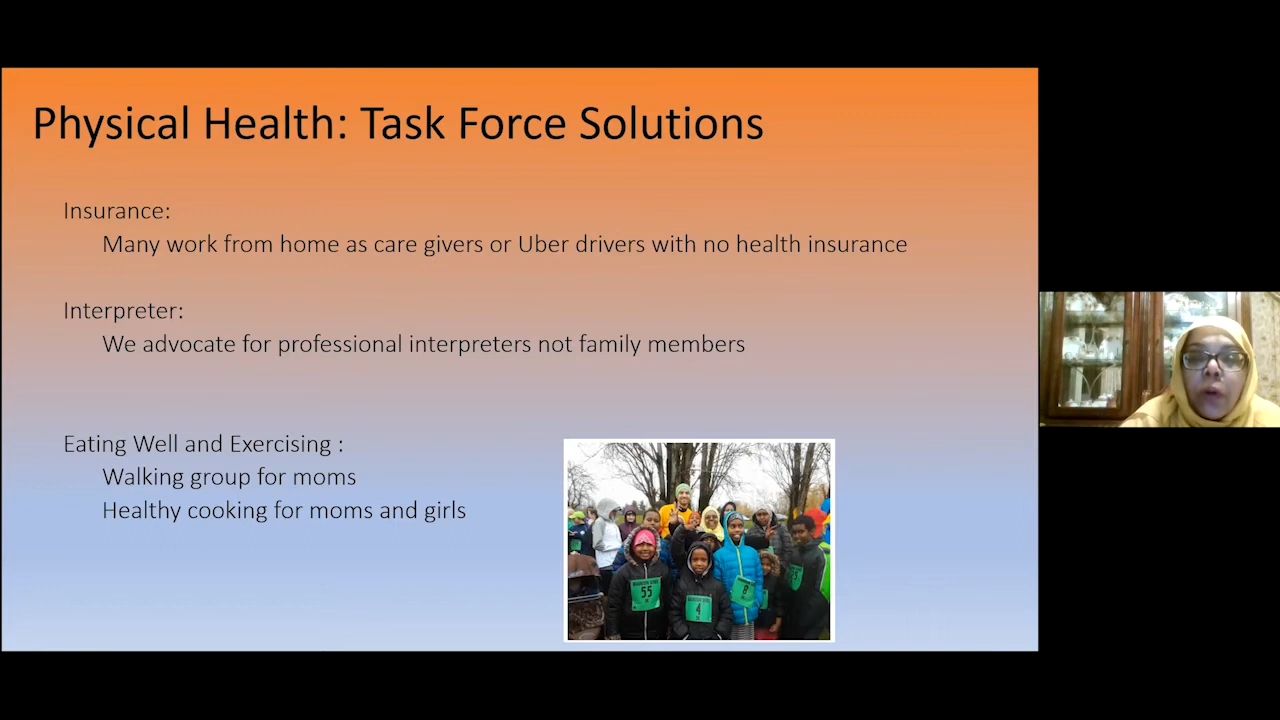 Physical Health: Task Force Solutions
Insurance:
Many work from home as care givers or Uber drivers with no health insurance
Interpreter:
We advocate for professional interpreters not family members
Eating Well and Exercising :
Walking group for moms
Healthy cooking for moms and girls
55
4
8